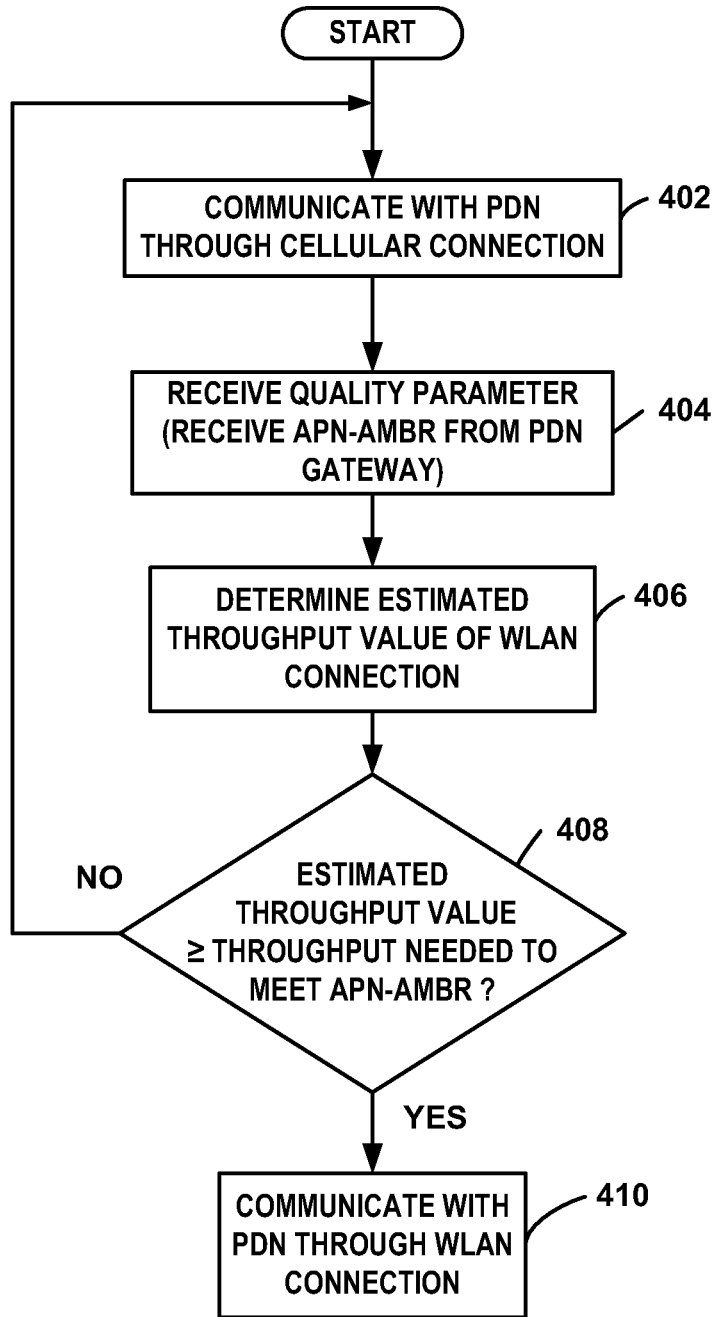 START
COMMUNICATE WITH PDN
THROUGH CELLULAR CONNECTION
402
RECEIVE QUALITY PARAMETER
(RECEIVE APN-AMBR FROM PDN
GATEWAY)
404
DETERMINE ESTIMATED
THROUGHPUT VALUE OF WLAN
CONNECTION
406
408
NO
ESTIMATED
THROUGHPUT VALUE
≥ THROUGHPUT NEEDED TO
MEET APN-AMBR ?
YES
COMMUNICATE WITH
PDN THROUGH WLAN
CONNECTION
410